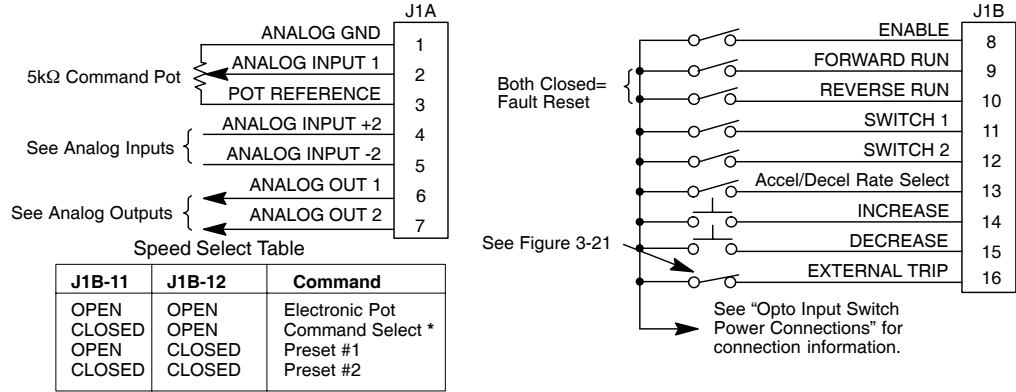 J1A
ANALOG GND 1
5kΩ Command Pot ANALOG INPUT 1 2
POT REFERENCE 3
ANALOG INPUT +2 4
See Analog Inputs
ANALOG INPUT -2 5
ANALOG OUT 1 6
See Analog Outputs
ANALOG OUT 2 7
Speed Select Table
J1B-11 J1B-12 Command
OPEN OPEN Electronic Pot
CLOSED OPEN Command Select *
OPEN CLOSED Preset #1
CLOSED CLOSED Preset #2
J1B
ENABLE 8
FORWARD RUN 9
Both Closed=
Fault Reset
REVERSE RUN 10
SWITCH 1 11
SWITCH 2 12
Accel/Decel Rate Select 13
INCREASE 14
DECREASE 15
See Figure 3-21
EXTERNAL TRIP 16
See “Opto Input Switch
Power Connections” for
connection information.